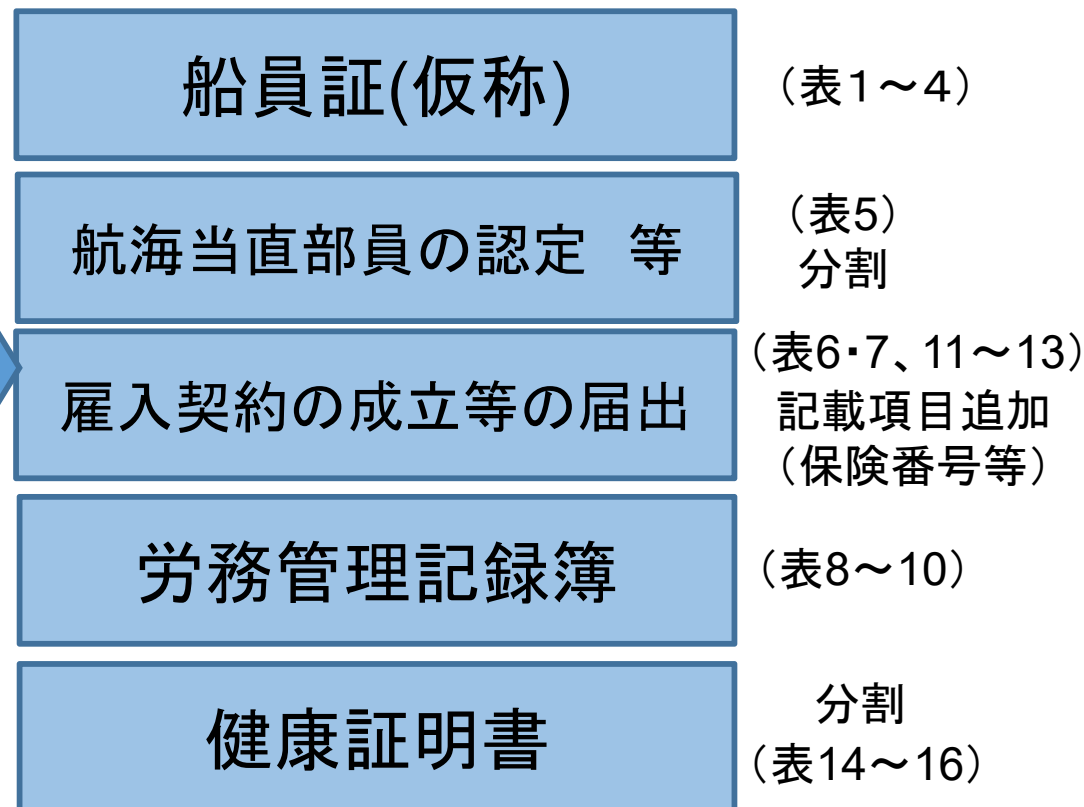 船員証(仮称)
（表1～4）
航海当直部員の認定　等
（表5）
分割
雇入契約の成立等の届出
（表6・7、11～13）
記載項目追加
（保険番号等）
労務管理記録簿
（表8～10）
健康証明書
分割
（表14～16）